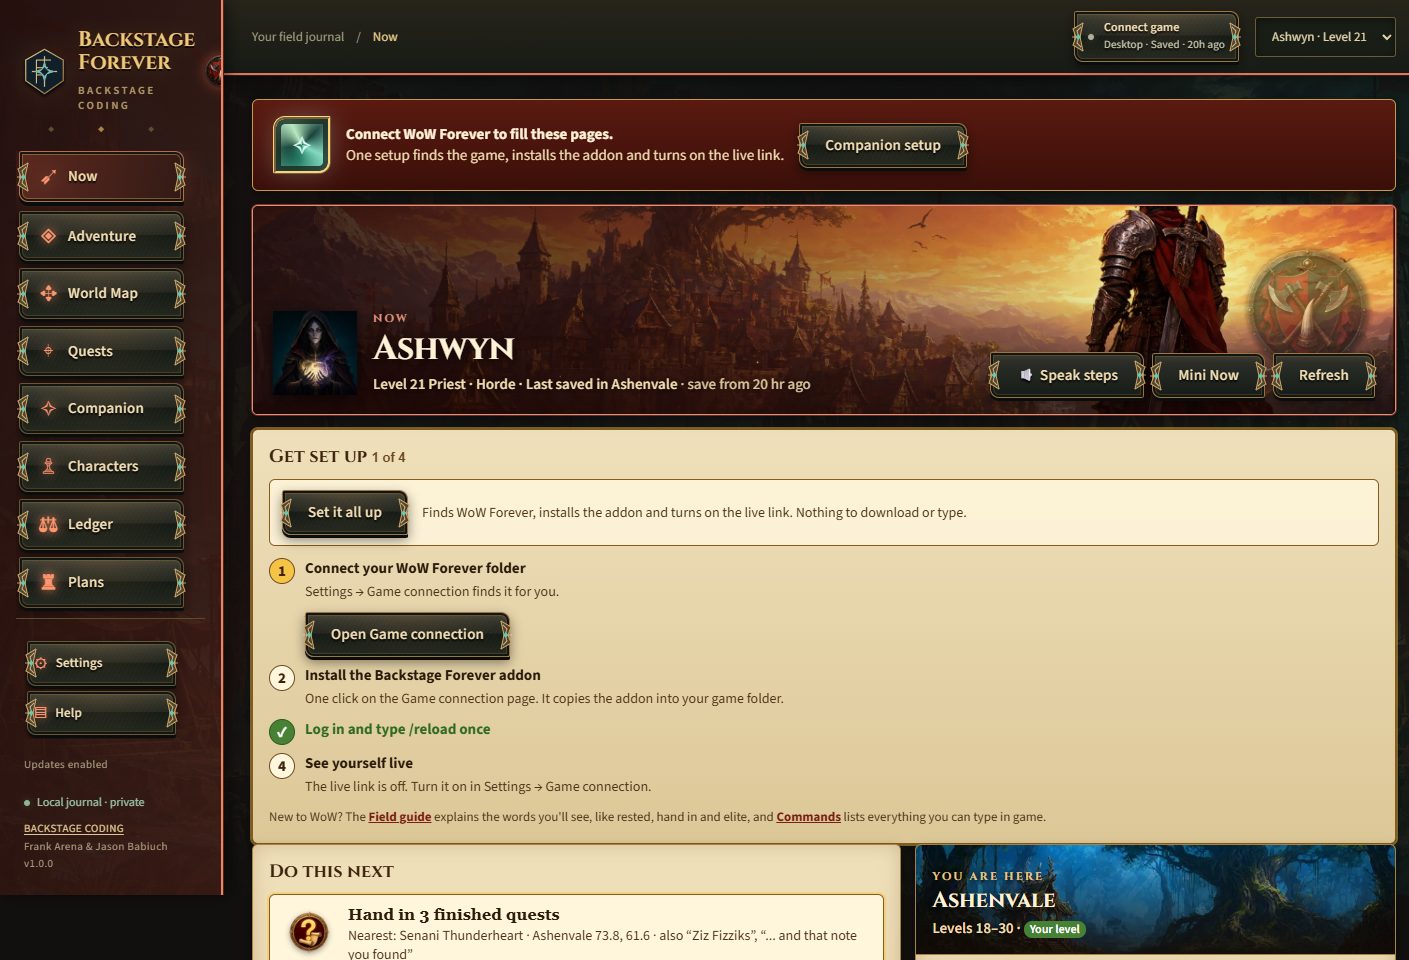 BACKSTAGE
FOREVER
BACKSTAGE
CODING
Now
Adventure
World Map
Quests
Companion
Characters
Ledger
Plans
Settings
Help
Updates enabled
Local journal · private
BACKSTAGE CODING
Frank Arena & Jason Babiuch
v1.0.0
Your field journal / Now
Connect game
Desktop · Saved · 20h ago
Ashwyn · Level 21
Connect WoW Forever to fill these pages.
One setup finds the game, installs the addon and turns on the live link.
Companion setup
NOW
ASHWYN
Level 21 Priest · Horde · Last saved in Ashenvale · save from 20 hr ago
Speak steps
Mini Now
Refresh
GET SET UP 1 of 4
Set it all up
Finds WoW Forever, installs the addon and turns on the live link. Nothing to download or type.
1 Connect your WoW Forever folder
Settings → Game connection finds it for you.
Open Game connection
2 Install the Backstage Forever addon
One click on the Game connection page. It copies the addon into your game folder.
✓ Log in and type /reload once
4 See yourself live
The live link is off. Turn it on in Settings → Game connection.
New to WoW? The Field guide explains the words you'll see, like rested, hand in and elite, and Commands lists everything you can type in game.
DO THIS NEXT
Hand in 3 finished quests
Nearest: Senani Thunderheart · Ashenvale 73.8, 61.6 · also “Ziz Fizziks”, “... and that note
you found”
YOU ARE HERE
ASHENVALE
Levels 18–30 · Your level